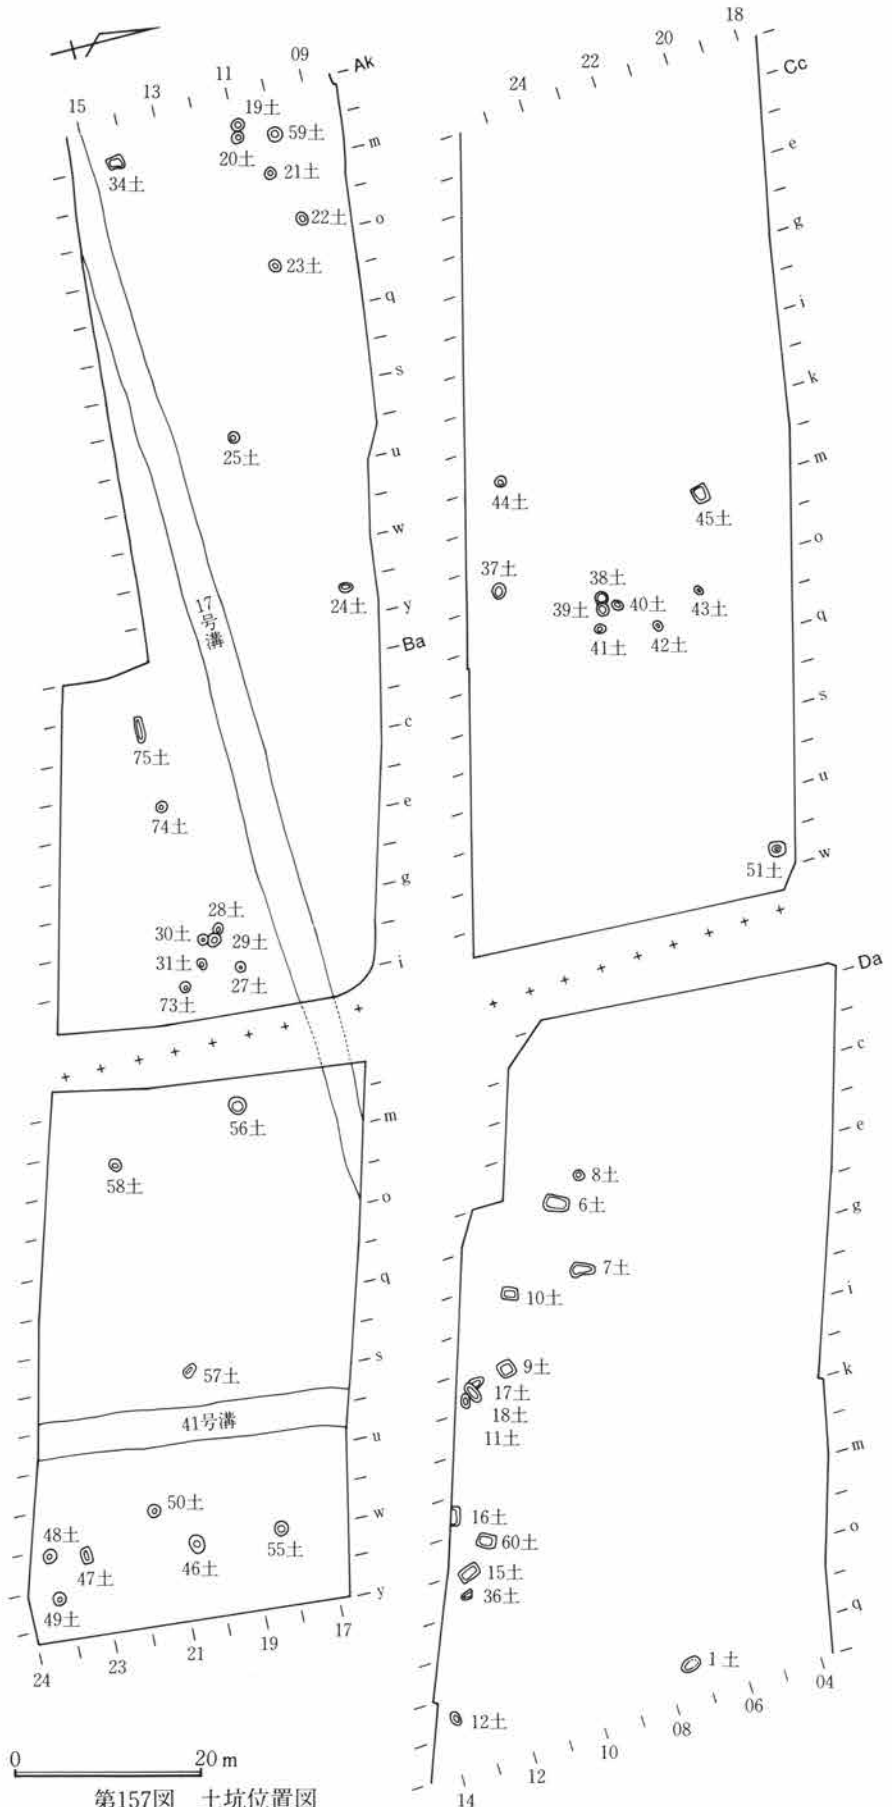 15
13
11
09
Ak
19土
59土
20土
m
34土
21土
22土
o
23土
q
s
25土
u
w
17号溝
24土
y
Ba
75土
c
74土
e
g
28土
30土
29土
31土
27土
i
73土
56土
m
58土
o
q
57土
s
41号溝
u
50土
w
48土
55土
47土
46土
49土
y
24
23
21
19
17
18
20
22
24
Cc
e
g
i
k
m
44土
45土
o
37土
38土
39土
40土
43土
q
41土
42土
s
u
51土
w
Da
c
e
8土
6土
g
7土
10土
i
9土
k
17土
18土
11土
m
16土
60土
o
15土
36土
q
1土
12土
04
06
08
10
12
14
0 20 m
第157図 土坑位置図